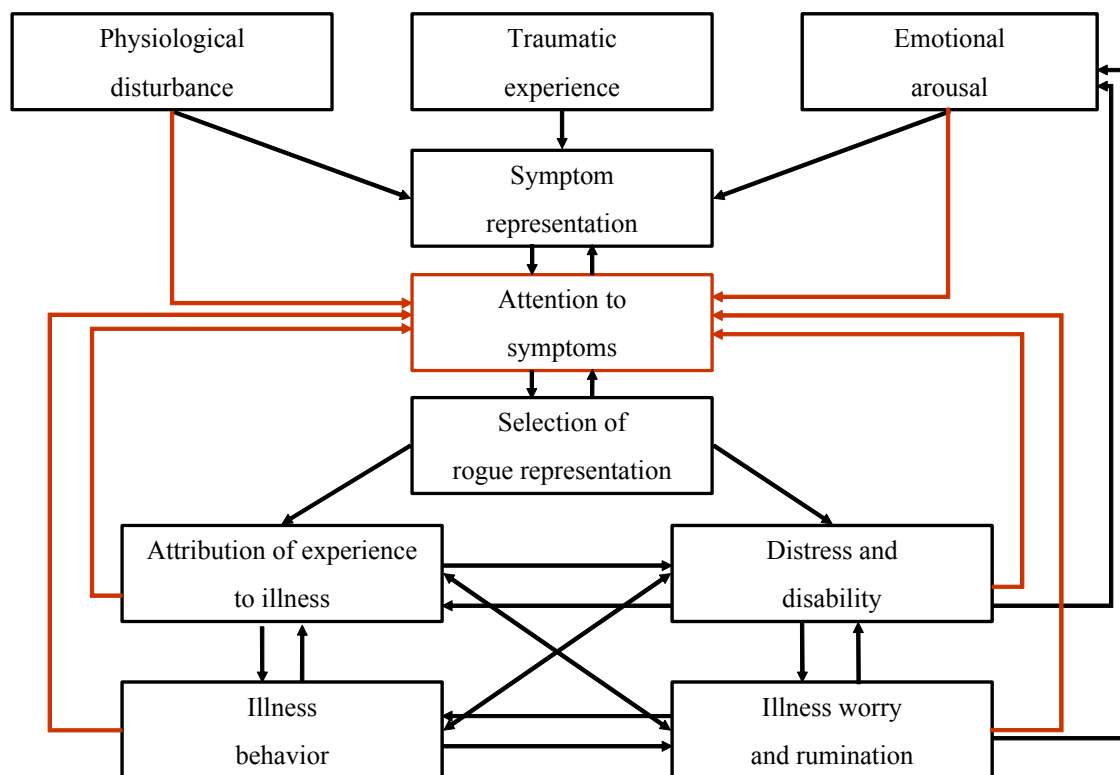 Physiological
disturbance
Traumatic
experience
Emotional
arousal
Symptom
representation
Attention to
symptoms
Selection of
rogue representation
Attribution of experience
to illness
Distress and
disability
Illness
behavior
Illness worry
and rumination